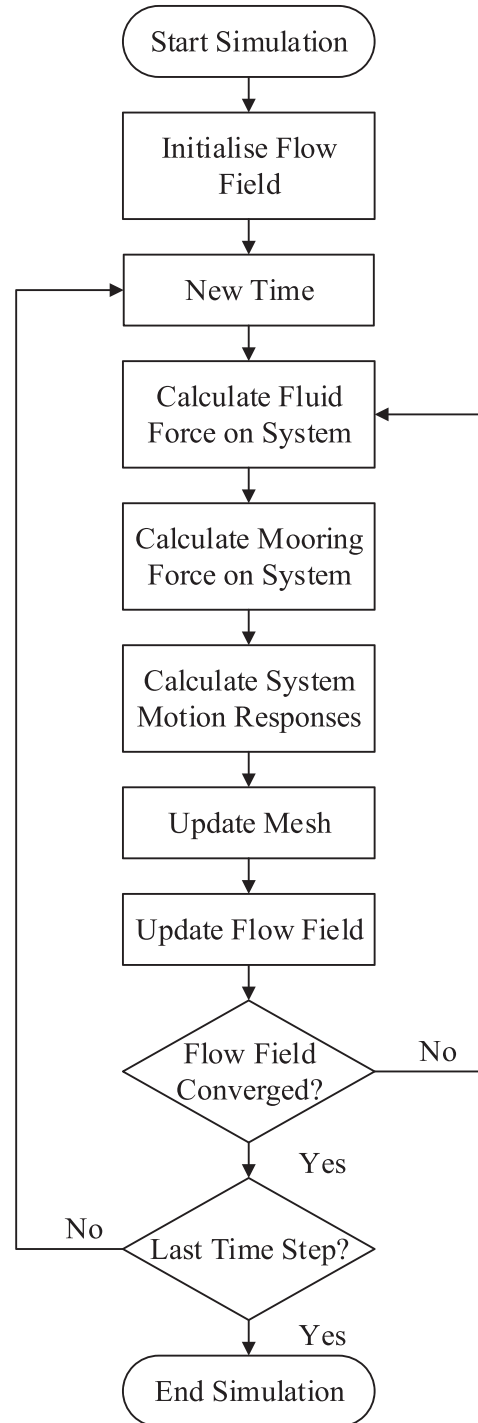 Start Simulation
Initialise Flow
Field
New Time
Calculate Fluid
Force on System
Calculate Mooring
Force on System
Calculate System
Motion Responses
Update Mesh
Update Flow Field
Flow Field
Converged?
No
Yes
No
Last Time Step?
Yes
End Simulation